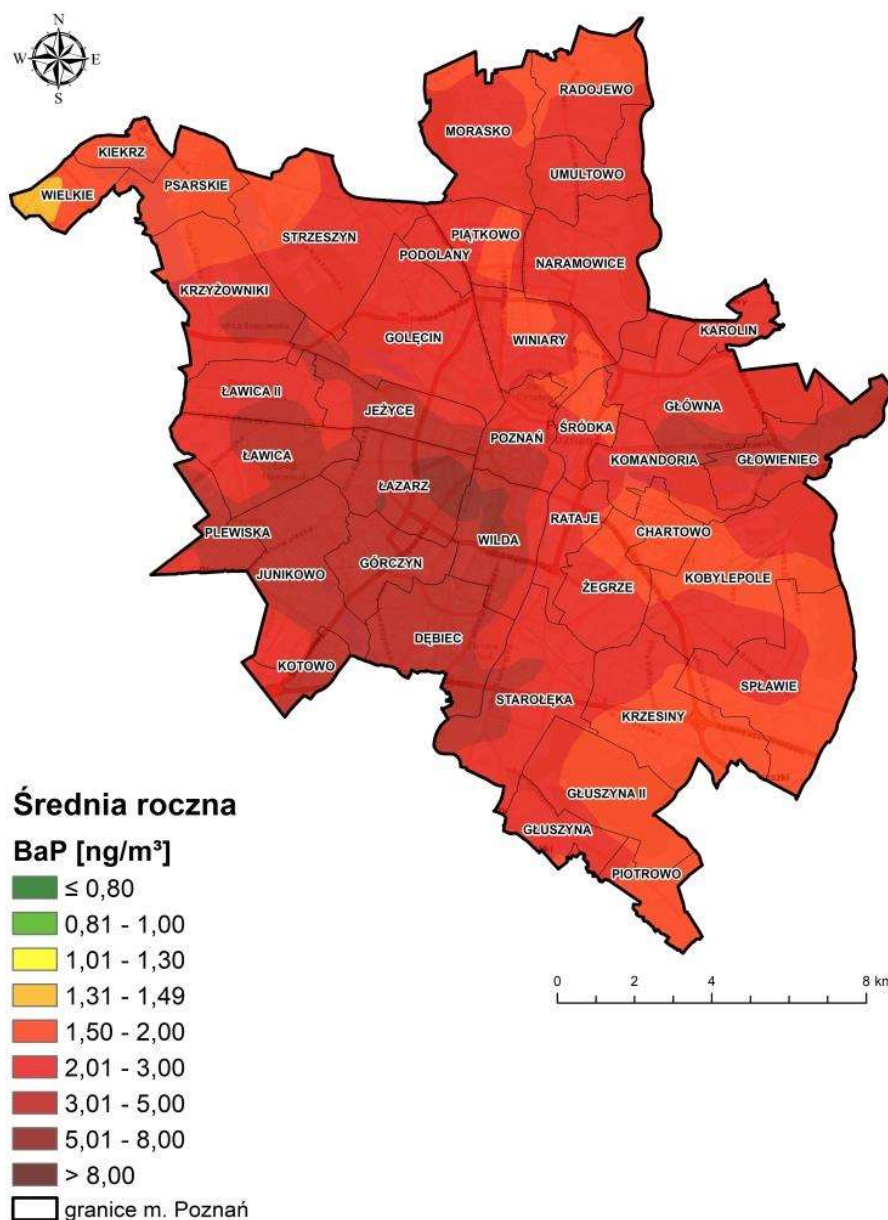 N
W E
S
RADOJEWO
MORASKO
KIEKRZ
UMULTOWO
PSARSKIE
WIELKIE
PIĄTKOWO
STRZESZYN
PODOLANY
NARAMOWICE
KRZYŻOWNIKI
KAROLIN
GOLĘCIN
WINIARY
ŁAWICA II
GŁÓWNA
JEŻYCE
ŚRÓDKA
POZNAŃ
ŁAWICA
KOMANDORIA
GŁOWIENIEC
ŁAZARZ
RATAJE
PLEWISKA
CHARTOWO
WILDA
GÓRCZYN
JUNIKOWO
KOBYLEPOLE
ŻEGRZE
DĘBIEC
KOTOWO
SPŁAWIE
STAROŁĘKA
KRZESINY
GŁUSZYNA II
GŁUSZYNA
PIOTROWO
Średnia roczna
BaP [ng/m³]
≤ 0,80
0,81 - 1,00
1,01 - 1,30
1,31 - 1,49
1,50 - 2,00
2,01 - 3,00
3,01 - 5,00
5,01 - 8,00
> 8,00
granice m. Poznań
0 2 4 8 km